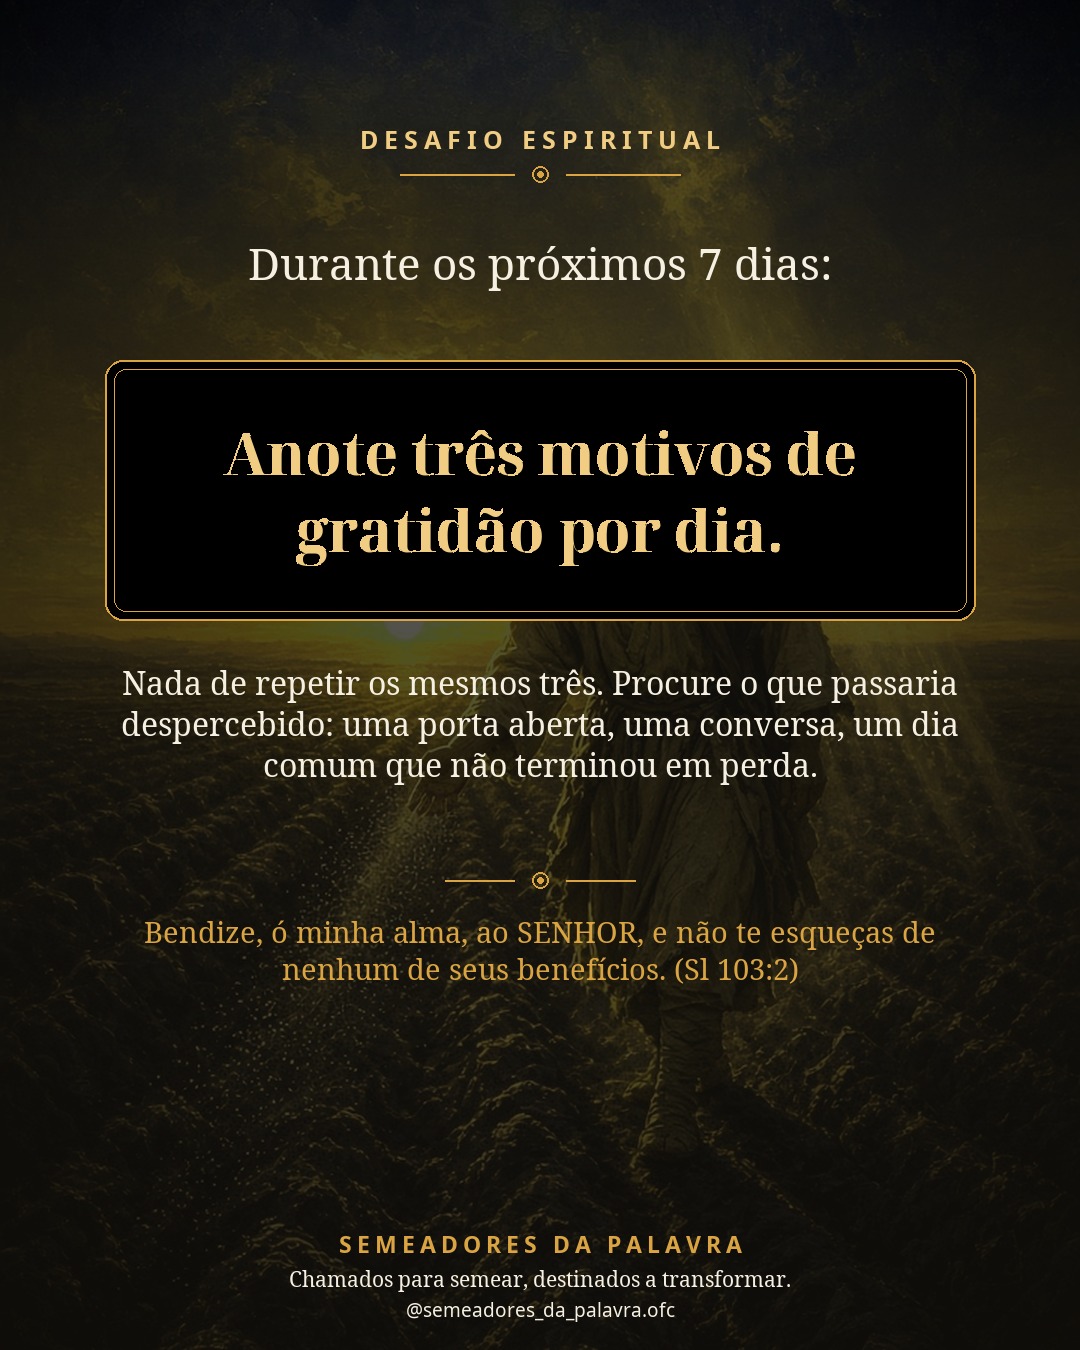 DESAFIO ESPIRITUAL
Durante os próximos 7 dias:
Anote três motivos de
gratidão por dia.
Nada de repetir os mesmos três. Procure o que passaria
despercebido: uma porta aberta, uma conversa, um dia
comum que não terminou em perda.
Bendize, ó minha alma, ao SENHOR, e não te esqueças de
nenhum de seus benefícios. (Sl 103:2)
SEMEADORES DA PALAVRA
Chamados para semear, destinados a transformar.
@semeadores_da_palavra.ofc